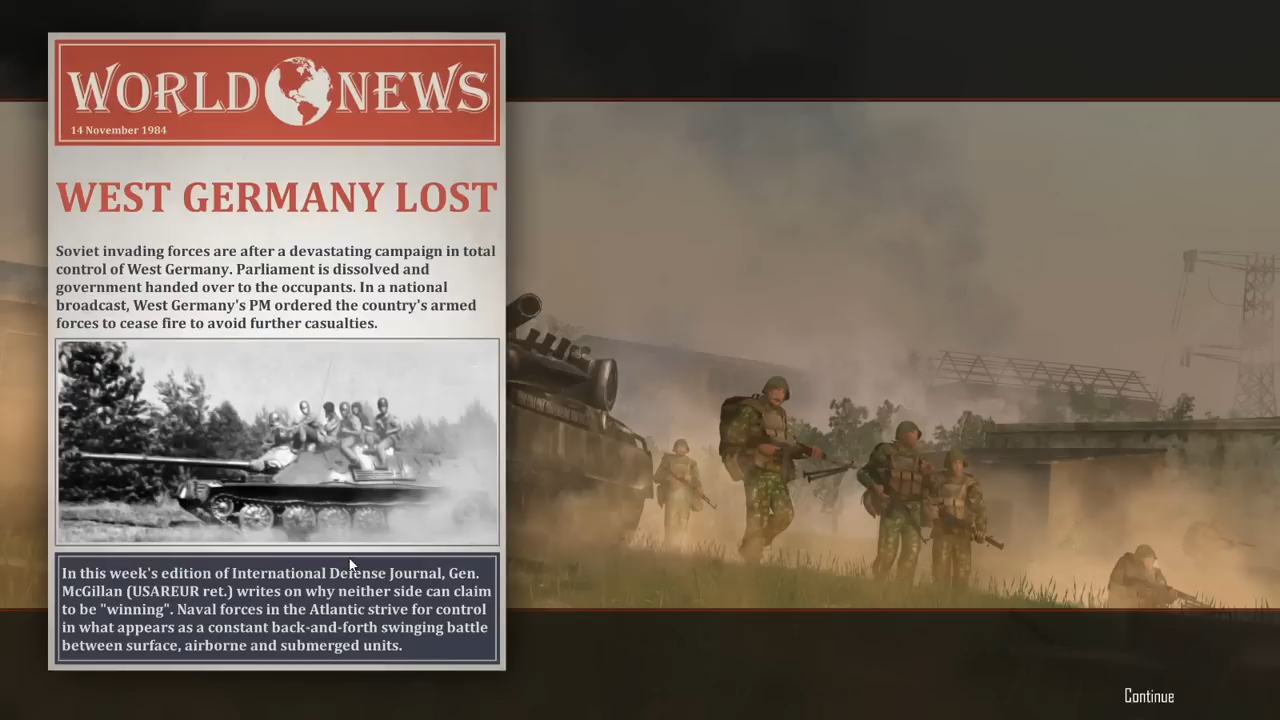 WORLD NEWS
14 November 1984
WEST GERMANY LOST
Soviet invading forces are after a devastating campaign in total
control of West Germany. Parliament is dissolved and
government handed over to the occupants. In a national
broadcast, West Germany's PM ordered the country's armed
forces to cease fire to avoid further casualties.
In this week's edition of International Defense Journal, Gen.
McGillan (USAREUR ret.) writes on why neither side can claim
to be "winning". Naval forces in the Atlantic strive for control
in what appears as a constant back-and-forth swinging battle
between surface, airborne and submerged units.
Continue